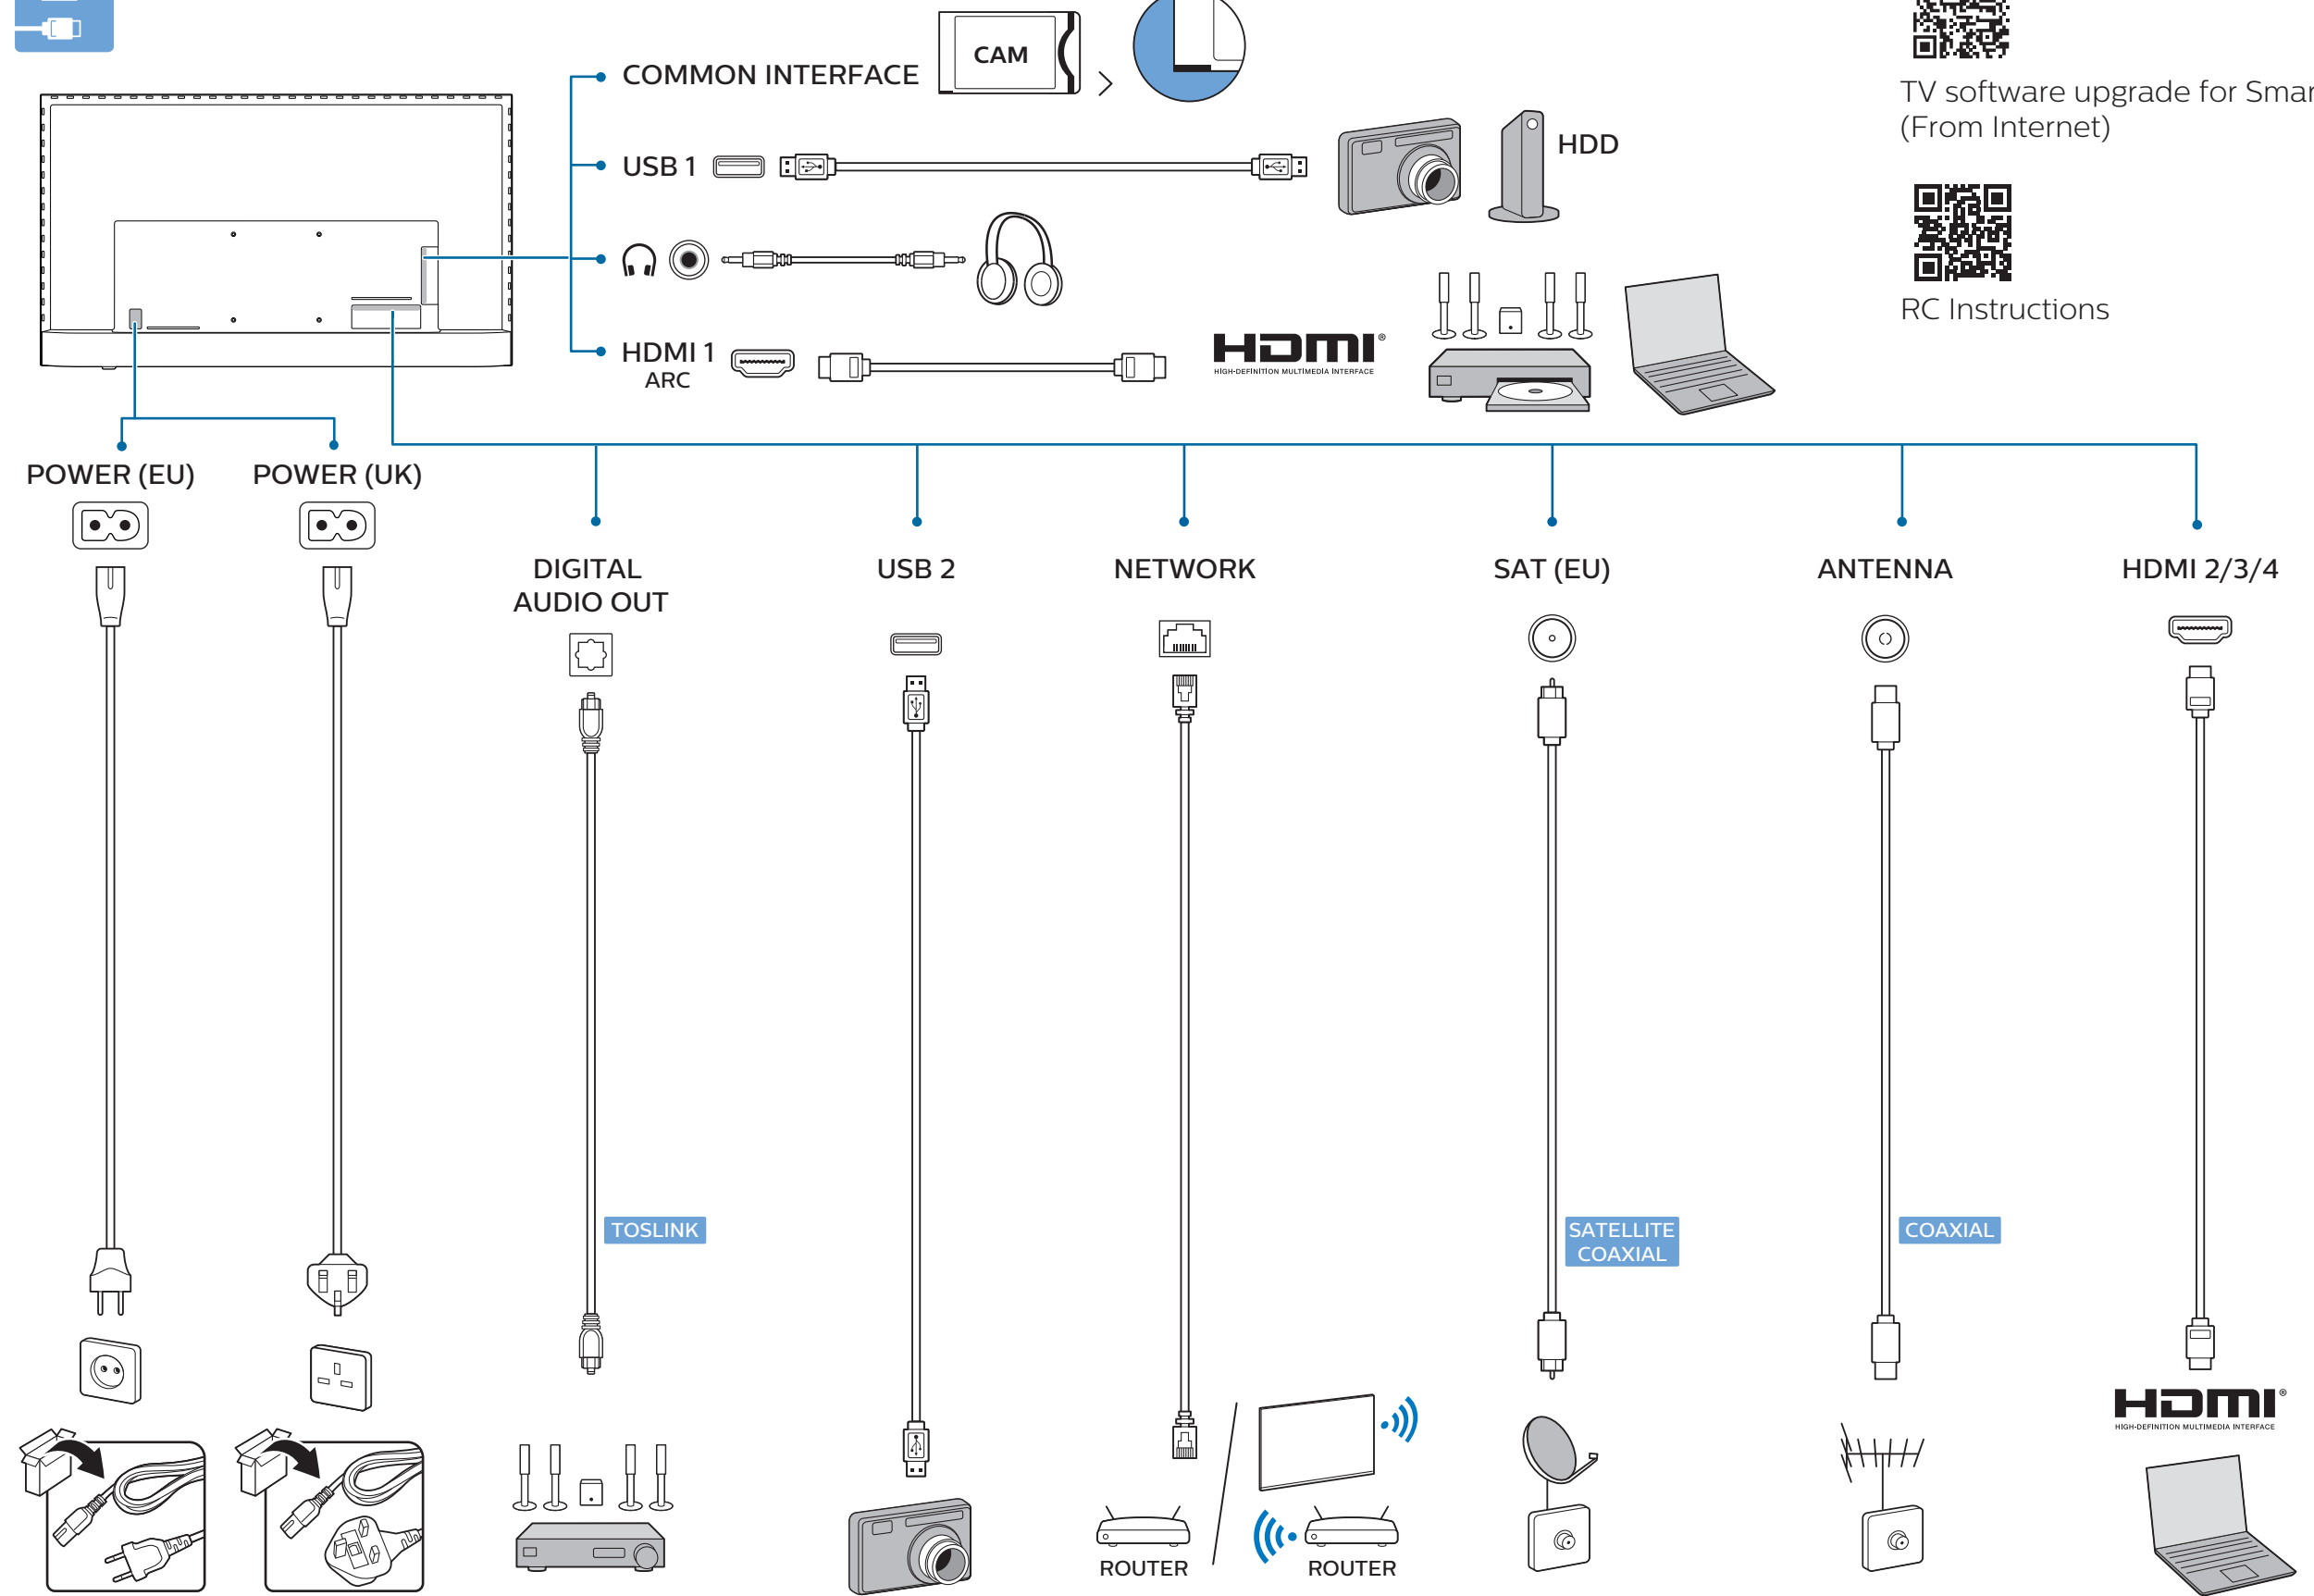 CAM
COMMON INTERFACE
TV software upgrade for Smar
(From Internet)
USB 1
HDD
RC Instructions
HDMI 1
ARC
HDMI®
HIGH-DEFINITION MULTIMEDIA INTERFACE
POWER (EU)
POWER (UK)
DIGITAL
AUDIO OUT
USB 2
NETWORK
SAT (EU)
ANTENNA
HDMI 2/3/4
TOSLINK
SATELLITE
COAXIAL
COAXIAL
HDMI®
HIGH-DEFINITION MULTIMEDIA INTERFACE
ROUTER
ROUTER